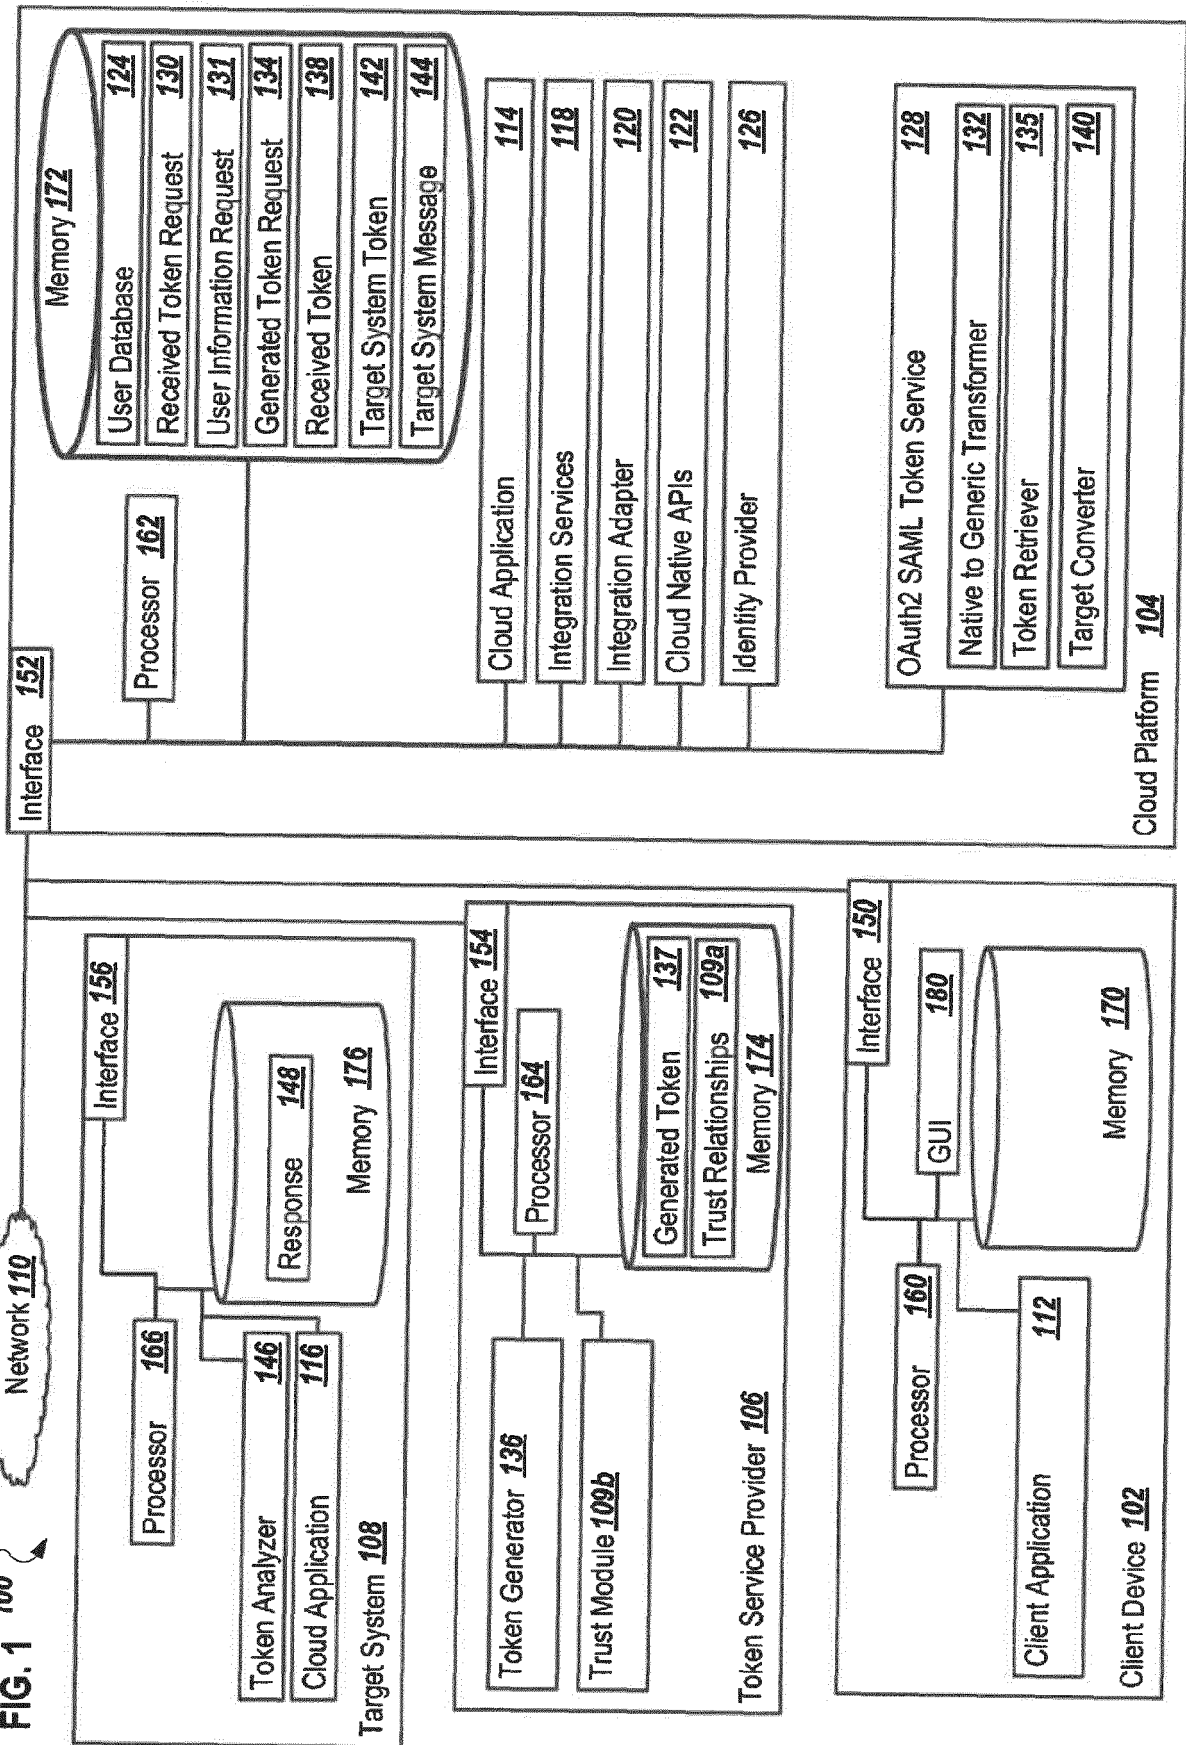 FIG. 1
100
Network 110
Interface 156
Processor 166
Response 148
Memory 176
Token Analyzer 146
Cloud Application 116
Target System 108
Interface 154
Processor 164
Token Generator 136
Trust Module 109b
Generated Token 137
Trust Relationships 109a
Memory 174
Token Service Provider 106
Interface 150
Processor 160
GUI 180
Client Application 112
Memory 170
Client Device 102
Interface 152
Processor 162
Memory 172
User Database 124
Received Token Request 130
User Information Request 131
Generated Token Request 134
Received Token 138
Target System Token 142
Target System Message 144
Cloud Application 114
Integration Services 118
Integration Adapter 120
Cloud Native APIs 122
Identity Provider 126
OAuth2 SAML Token Service 128
Native to Generic Transformer 132
Token Retriever 135
Target Converter 140
Cloud Platform 104